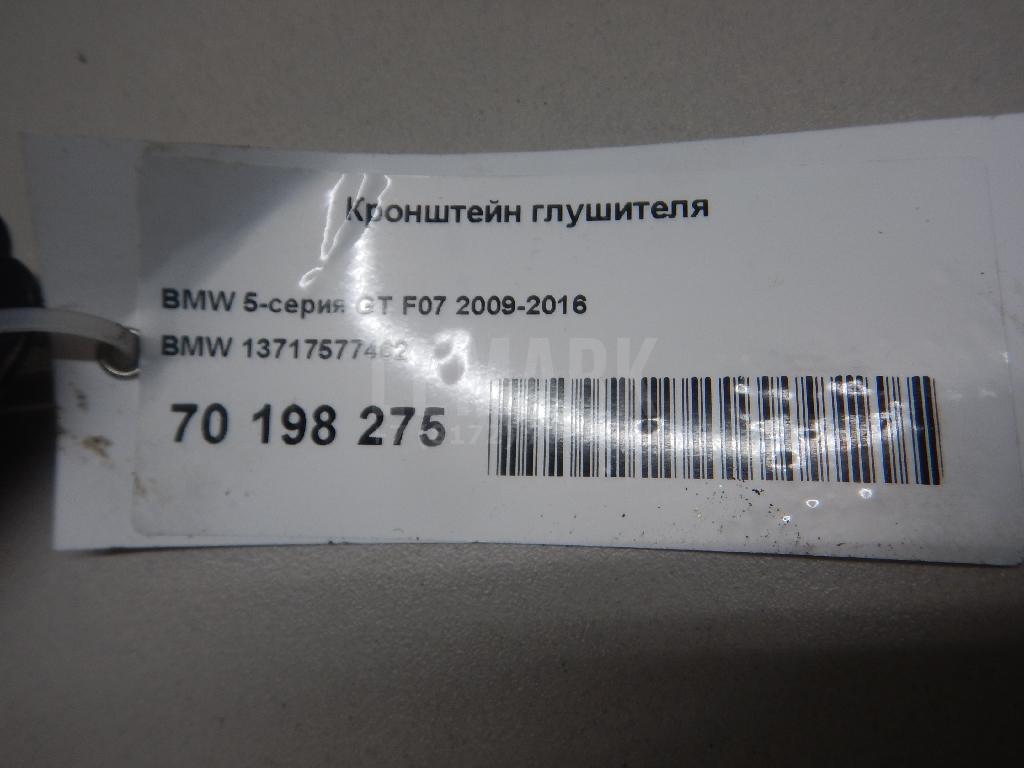 Кронштейн глушителя
BMW 5-серия GT F07 2009-2016
BMW 13717577462
70 198 275